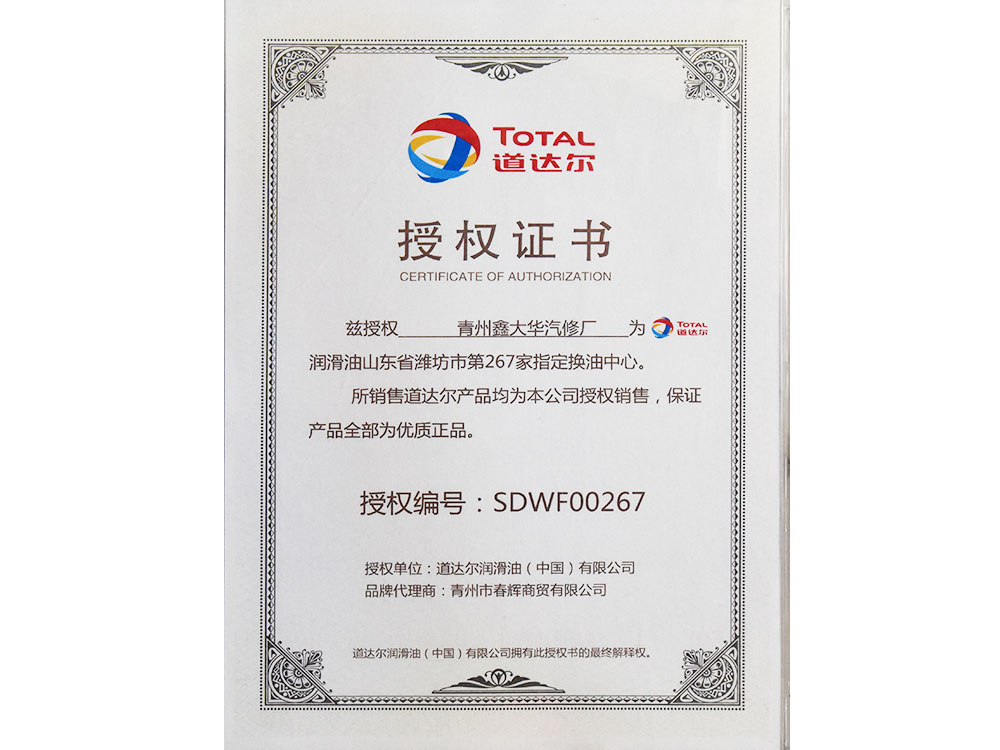 TOTAL
道达尔
授权证书
CERTIFICATE OF AUTHORIZATION
兹授权 青州鑫大华汽修厂 为 TOTAL 道达尔
润滑油山东省潍坊市第267家指定换油中心。
所销售道达尔产品均为本公司授权销售，保证
产品全部为优质正品。
授权编号：SDWF00267
授权单位：道达尔润滑油（中国）有限公司
品牌代理商：青州市春辉商贸有限公司
道达尔润滑油（中国）有限公司拥有此授权书的最终解释权。